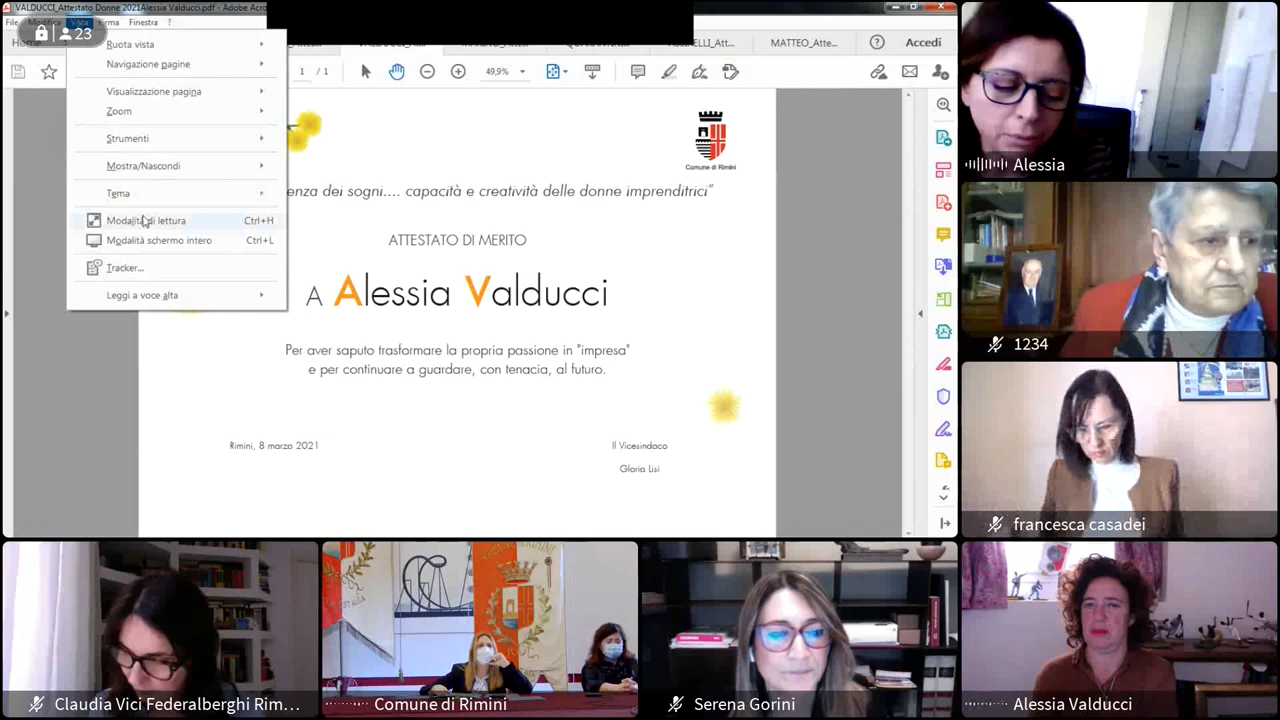 VALDUCCI_Attestato Donne 2021Alessia Valducci.pdf - Adobe Acro
File Modifica Vista Firma Finestra ?
23
VALDUCCI_A... MATTEO_Atte... Accedi
1 / 1 49,9%
Ruota vista
Navigazione pagine
Visualizzazione pagina
Zoom
Strumenti
Mostra/Nascondi
Tema
Modalità di lettura Ctrl+H
Modalità schermo intero Ctrl+L
Tracker...
Leggi a voce alta
Comune di Rimini
enza dei sogni.... capacità e creatività delle donne imprenditrici"
ATTESTATO DI MERITO
A Alessia Valducci
Per aver saputo trasformare la propria passione in "impresa"
e per continuare a guardare, con tenacia, al futuro.
Rimini, 8 marzo 2021 Il Vicesindaco
Gloria Lisi
Alessia
1234
francesca casadei
Claudia Vici Federalberghi Rim...
Comune di Rimini
Serena Gorini
Alessia Valducci